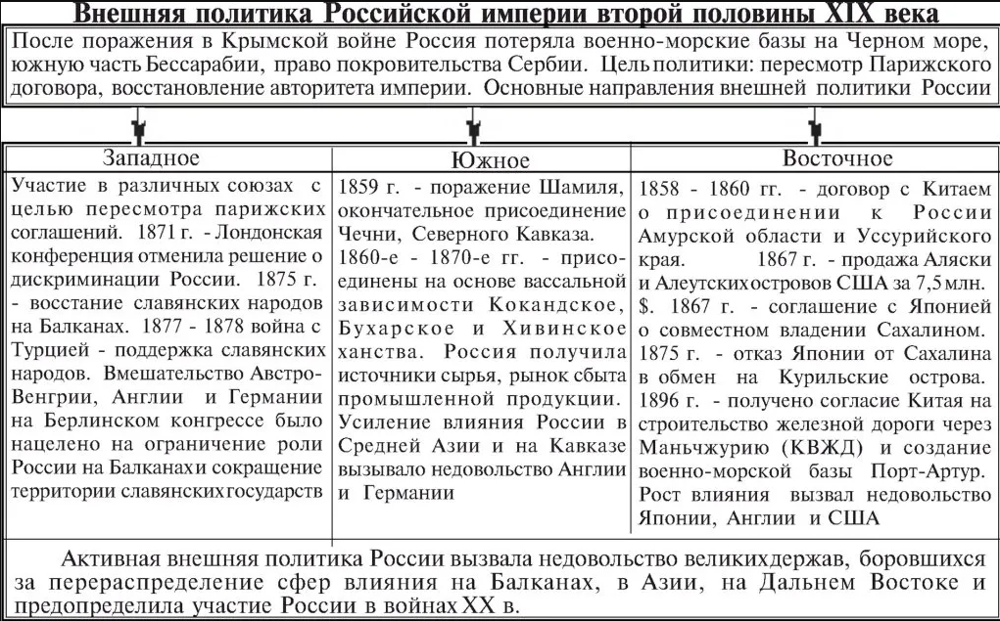 Внешняя политика Российской империи второй половины XIX века
После поражения в Крымской войне Россия потеряла военно-морские базы на Черном море,
южную часть Бессарабии, право покровительства Сербии. Цель политики: пересмотр Парижского
договора, восстановление авторитета империи. Основные направления внешней политики России
Западное
Участие в различных союзах с
целью пересмотра парижских
соглашений. 1871 г. - Лондонская
конференция отменила решение о
дискриминации России. 1875 г.
- восстание славянских народов
на Балканах. 1877 - 1878 война с
Турцией - поддержка славянских
народов. Вмешательство Австро-
Венгрии, Англии и Германии
на Берлинском конгрессе было
нацелено на ограничение роли
России на Балканах и сокращение
территории славянских государств
Южное
1859 г. - поражение Шамиля,
окончательное присоединение
Чечни, Северного Кавказа.
1860-е - 1870-е гг. - присо-
единены на основе вассальной
зависимости Кокандское,
Бухарское и Хивинское
ханства. Россия получила
источники сырья, рынок сбыта
промышленной продукции.
Усиление влияния России в
Средней Азии и на Кавказе
вызывало недовольство Англии
и Германии
Восточное
1858 - 1860 гг. - договор с Китаем
о присоединении к России
Амурской области и Уссурийского
края. 1867 г. - продажа Аляски
и Алеутских островов США за 7,5 млн.
$. 1867 г. - соглашение с Японией
о совместном владении Сахалином.
1875 г. - отказ Японии от Сахалина
в обмен на Курильские острова.
1896 г. - получено согласие Китая на
строительство железной дороги через
Маньчжурию (КВЖД) и создание
военно-морской базы Порт-Артур.
Рост влияния вызвал недовольство
Японии, Англии и США
Активная внешняя политика России вызвала недовольство великих держав, боровшихся
за перераспределение сфер влияния на Балканах, в Азии, на Дальнем Востоке и
предопределила участие России в войнах XX в.